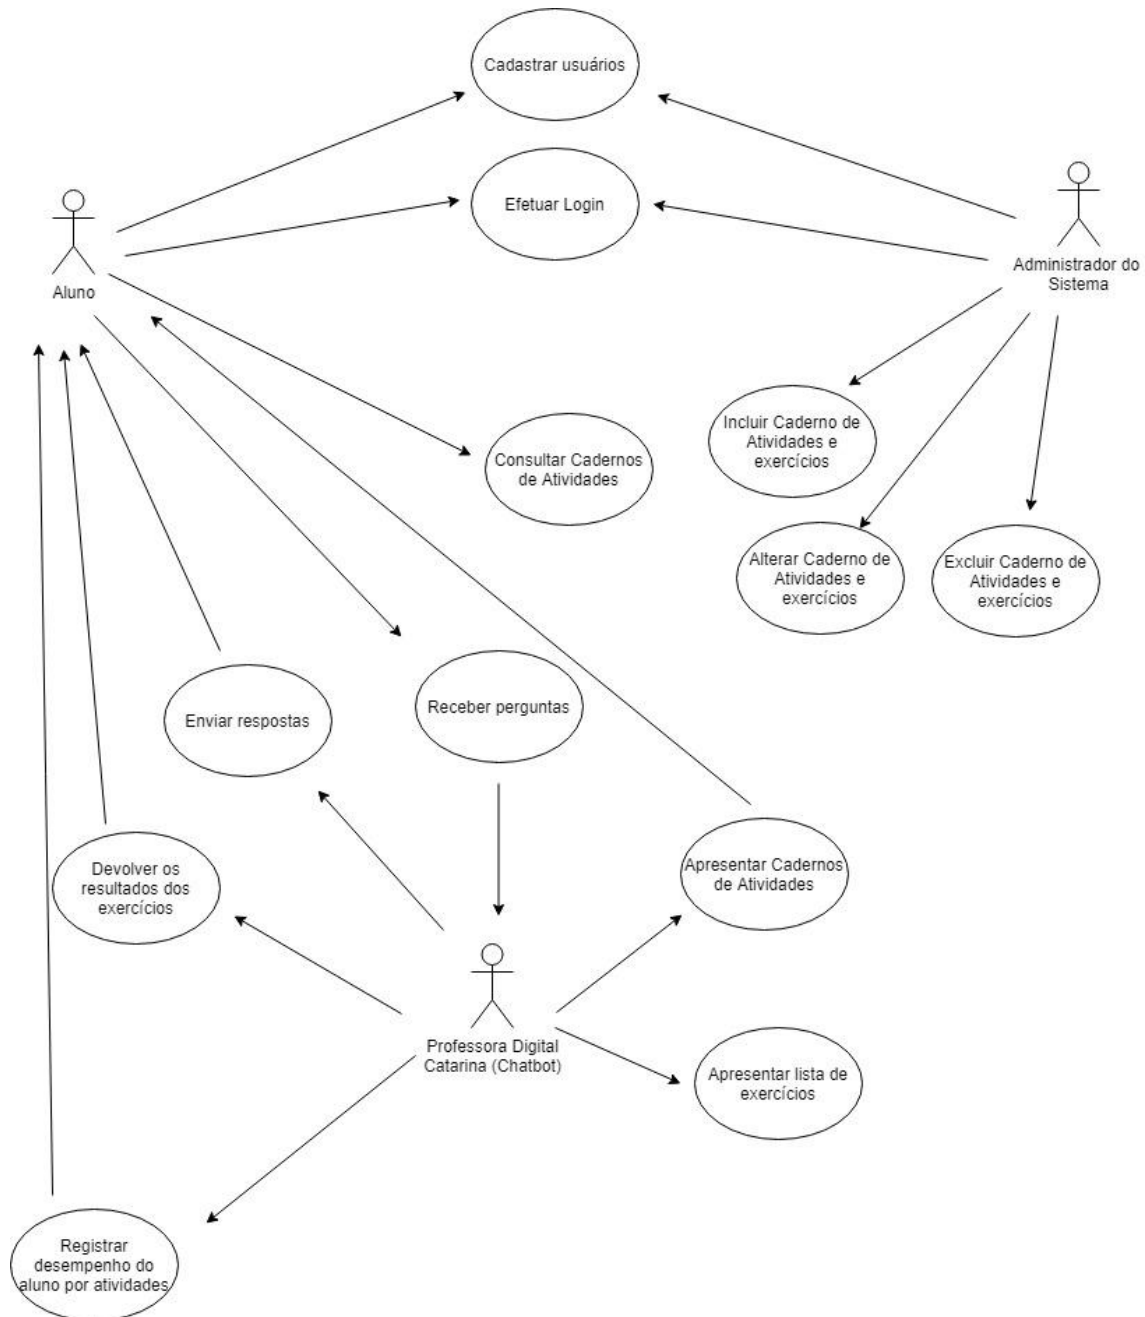 Cadastrar usuários
Efetuar Login
Aluno
Administrador do
Sistema
Incluir Caderno de
Atividades e
exercícios
Consultar Cadernos
de Atividades
Alterar Caderno de
Atividades e
exercícios
Excluir Caderno de
Atividades e
exercícios
Enviar respostas
Receber perguntas
Devolver os
resultados dos
exercícios
Apresentar Cadernos
de Atividades
Professora Digital
Catarina (Chatbot)
Apresentar lista de
exercícios
Registrar
desempenho do
aluno por atividades